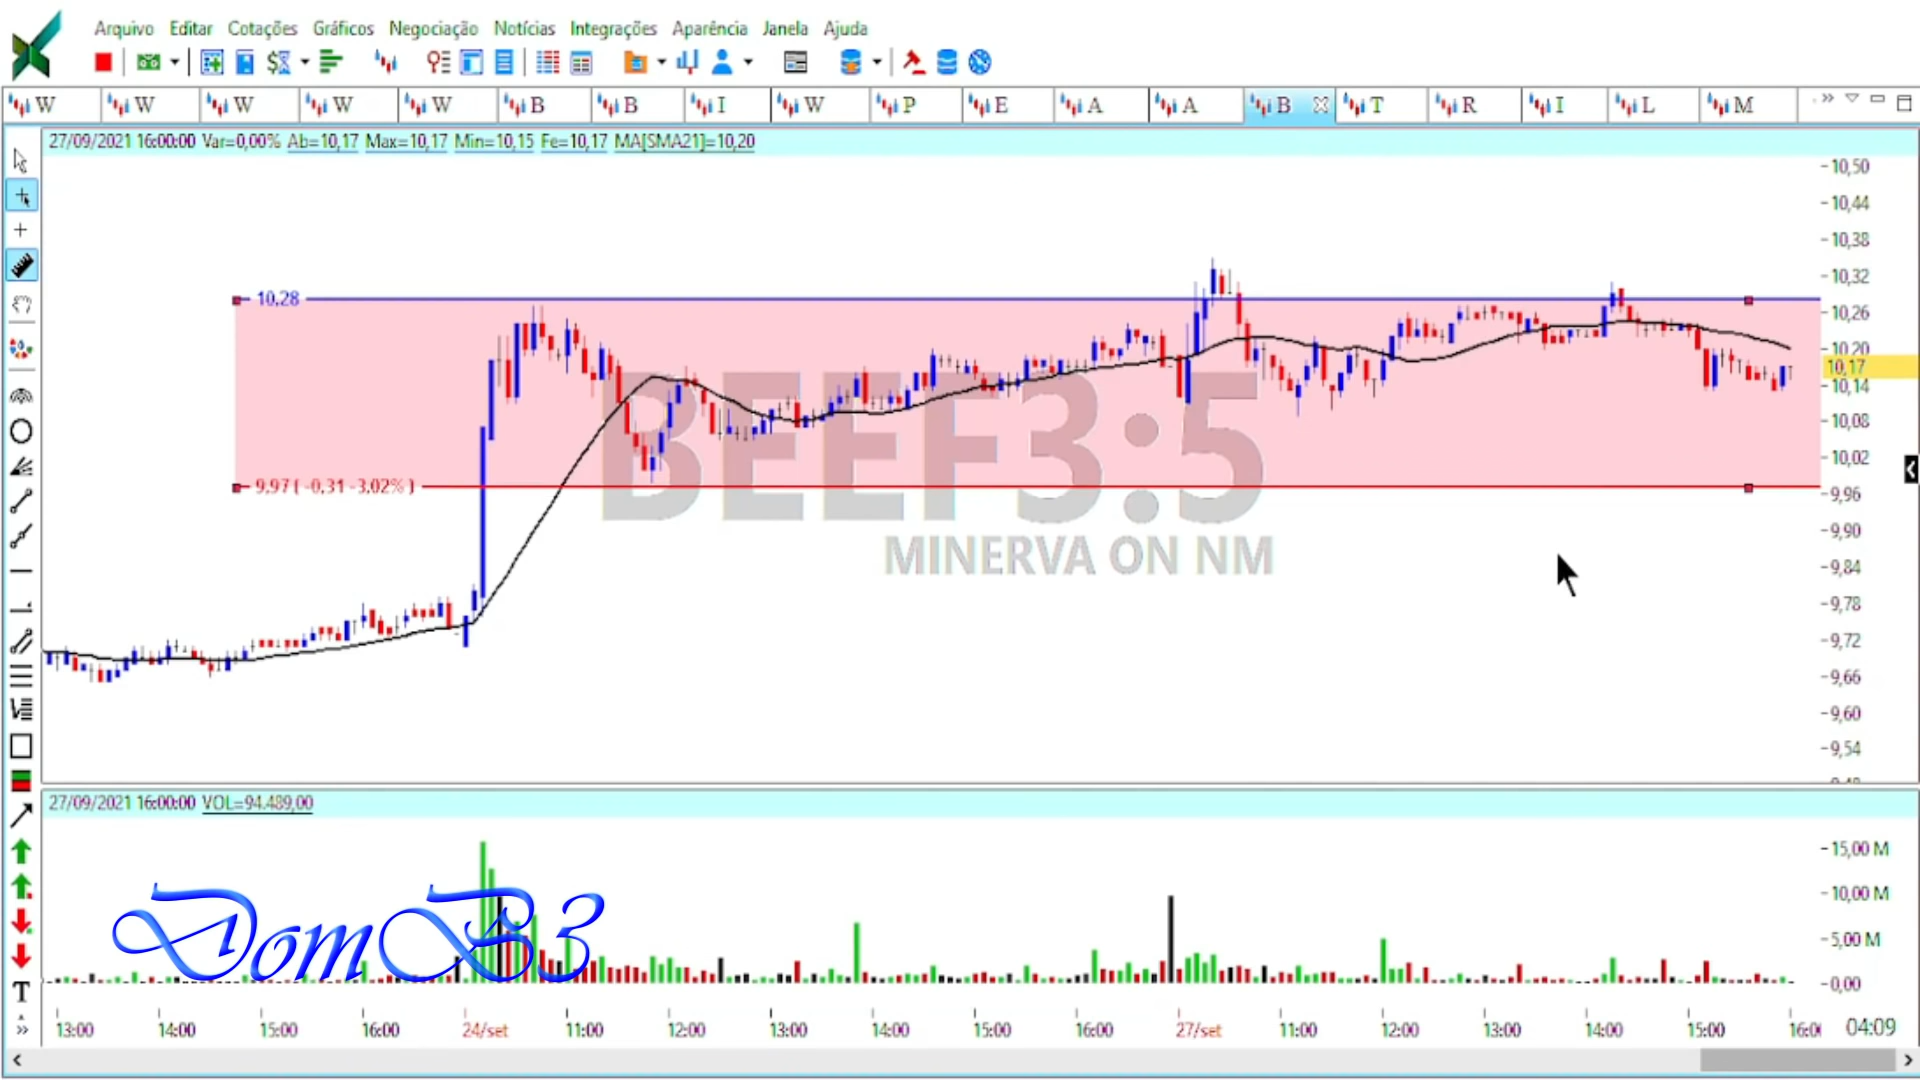 Arquivo Editar Cotações Gráficos Negociação Notícias Integrações Aparência Janela Ajuda
W W W W W B B I W P E A A B T R I L M
27/09/2021 16:00:00 Var=0,00% Ab=10,17 Max=10,17 Min=10,15 Fe=10,17 MA[SMA21]=10,20
10,50
10,44
10,38
10,32
10,28
10,26
10,20
10,17
10,14
10,08
10,02
BEEF3:5
9,97 ( -0,31 -3,02% )
9,96
9,90
MINERVA ON NM
9,84
9,78
9,72
9,66
9,60
9,54
27/09/2021 16:00:00 VOL=94.489,00
15,00 M
10,00 M
DomB3
5,00 M
0,00
T
13:00 14:00 15:00 16:00 24/set 11:00 12:00 13:00 14:00 15:00 16:00 27/set 11:00 12:00 13:00 14:00 15:00 04:09